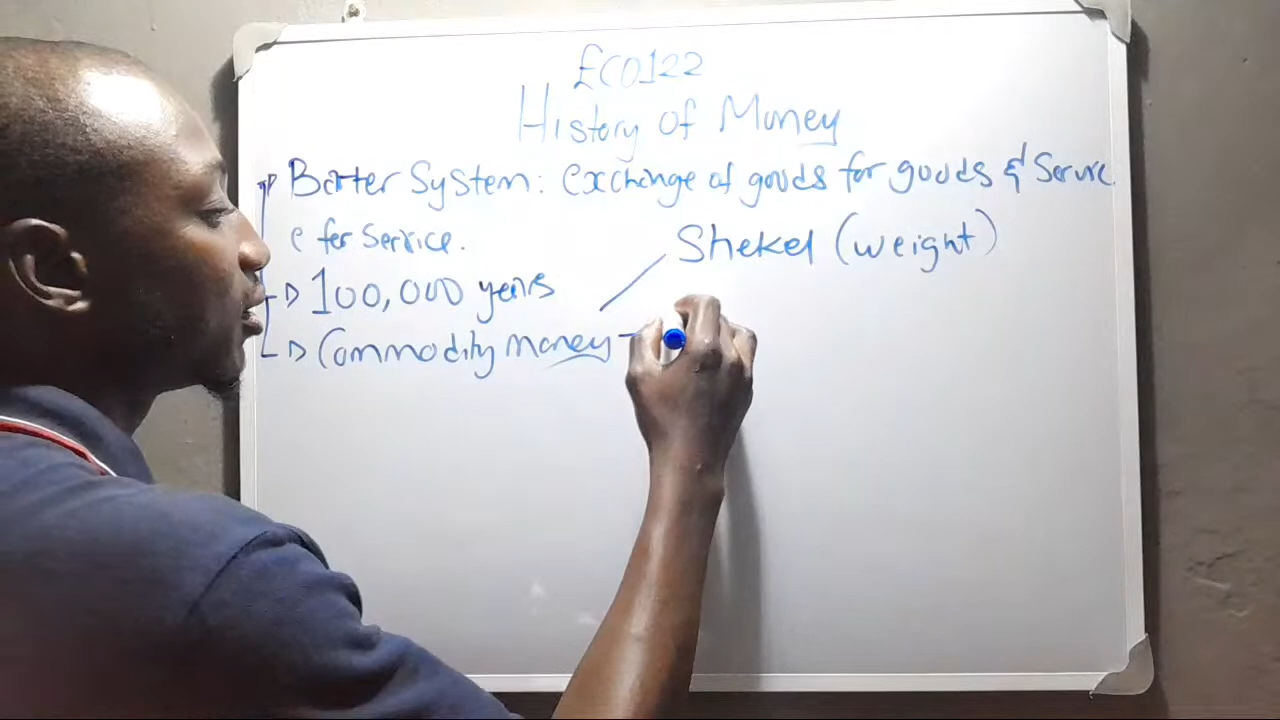 ECO122
History of Money
Barter System: exchange of goods for goods & Servic
e for Service.
Shekel (weight)
100,000 years
Commodity money